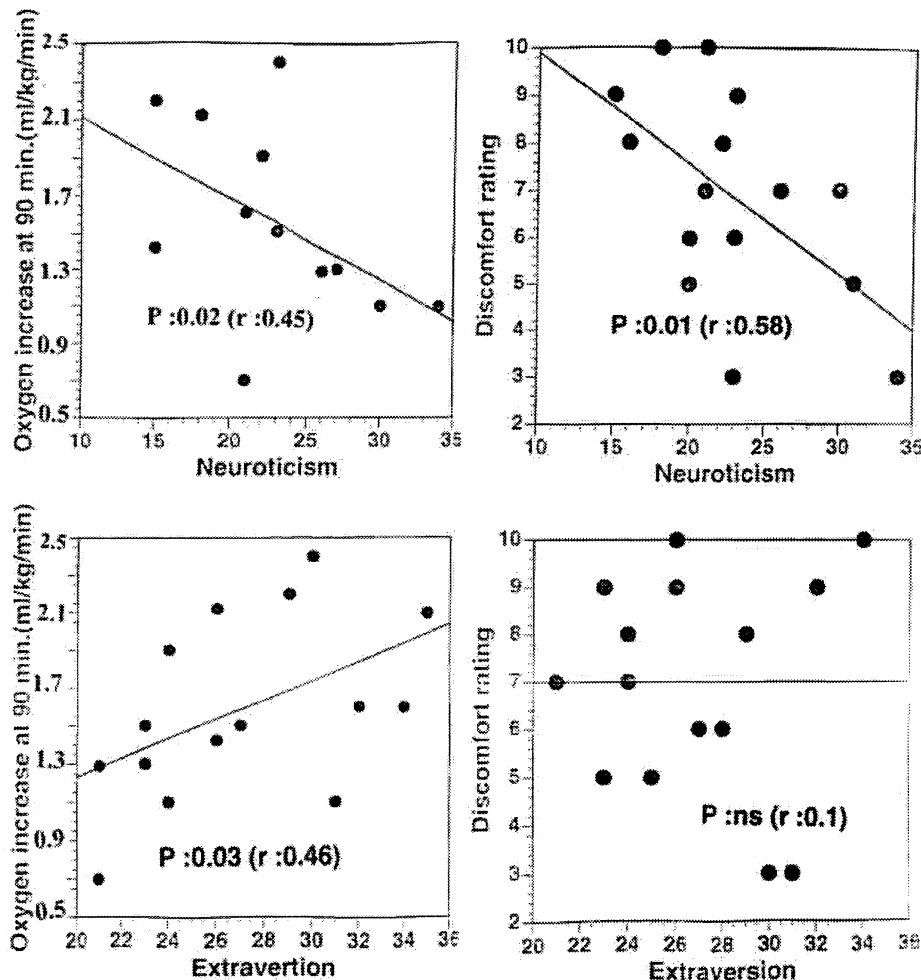 Oxygen increase at 90 min.(ml/kg/min)
2.5
2.1
1.7
1.3
0.9
0.5
P :0.02 (r :0.45)
10 15 20 25 30 35
Neuroticism
Discomfort rating
10
9
8
7
6
5
4
3
2
P :0.01 (r :0.58)
10 15 20 25 30 35
Neuroticism
Oxygen increase at 90 min.(ml/kg/min)
2.5
2.1
1.7
1.3
0.9
0.5
P :0.03 (r :0.46)
20 22 24 26 28 30 32 34 36
Extravertion
Discomfort rating
10
9
8
7
6
5
4
3
2
P :ns (r :0.1)
20 22 24 26 28 30 32 34 36
Extraversion